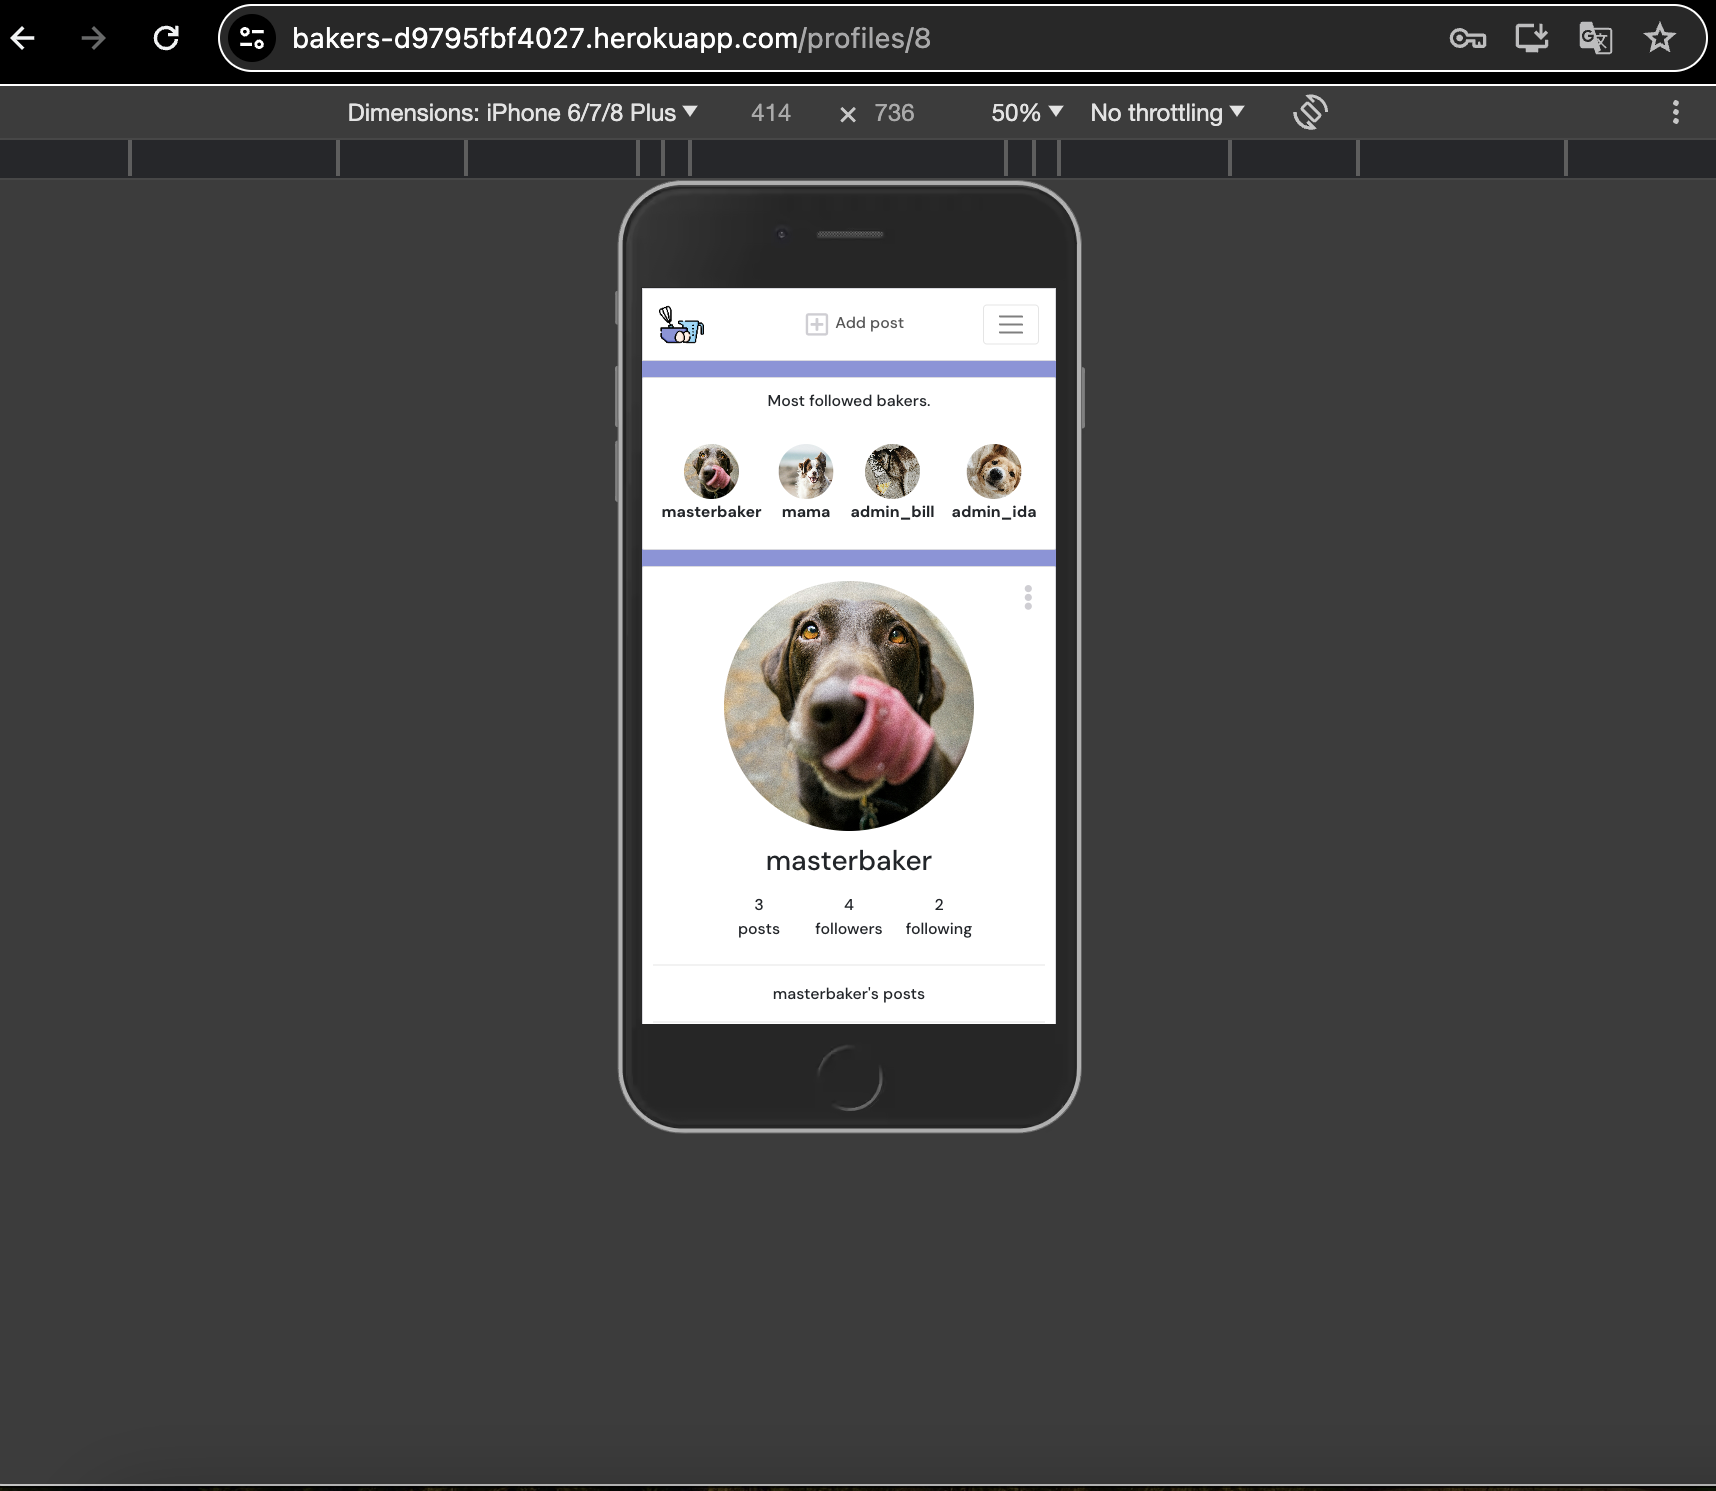 bakers-d9795fbf4027.herokuapp.com/profiles/8
Dimensions: iPhone 6/7/8 Plus ▼ 414 × 736 50% ▼ No throttling ▼
Add post
Most followed bakers.
masterbaker mama admin_bill admin_ida
masterbaker
3 4 2
posts followers following
masterbaker's posts